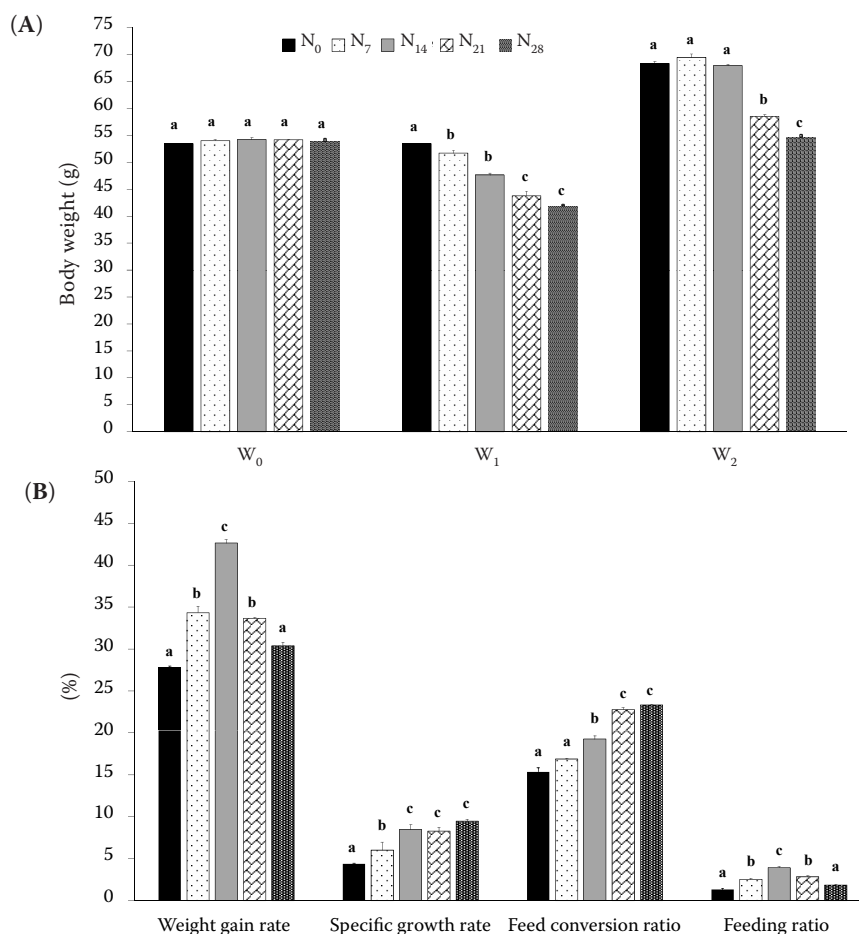 (A)
75
70
65
60
55
50
45
40
35
30
25
20
15
10
5
0
Body weight (g)
N0 N7 N14 N21 N28
a a a a a
a b b c c
a a a b c
W0 W1 W2
(B)
50
45
40
35
30
25
20
15
10
5
0
(%)
a b c b a
a b c c c
a a b c c
a b c b a
Weight gain rate Specific growth rate Feed conversion ratio Feeding ratio